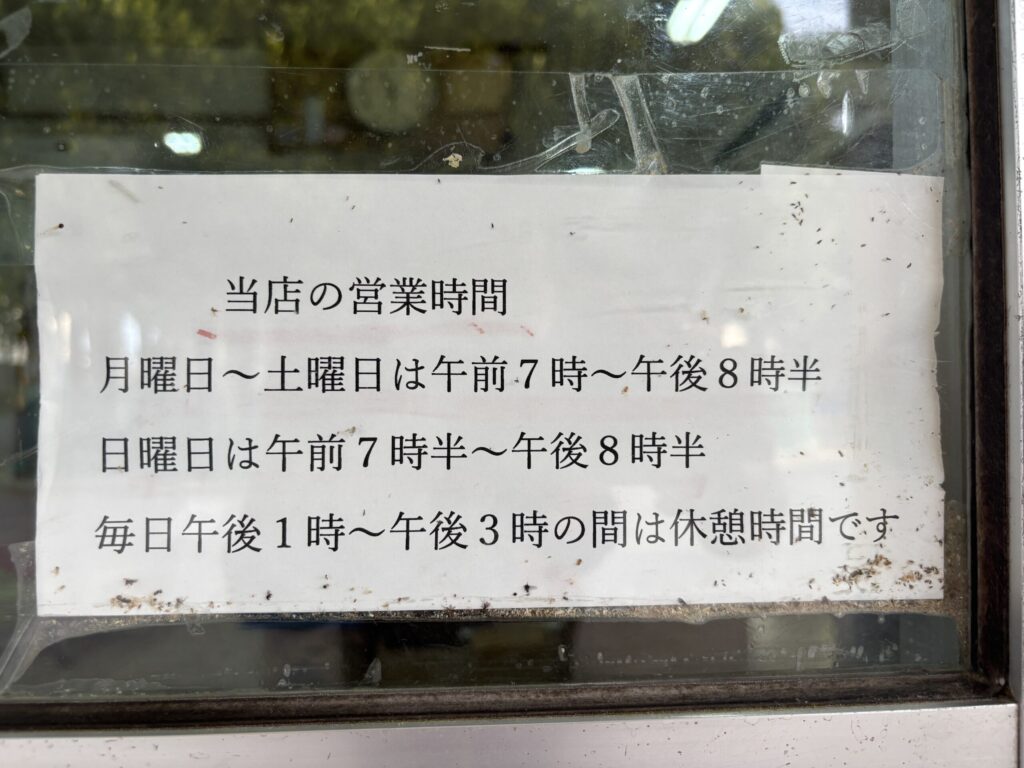 当店の営業時間
月曜日～土曜日は午前７時～午後８時半
日曜日は午前７時半～午後８時半
毎日午後１時～午後３時の間は休憩時間です